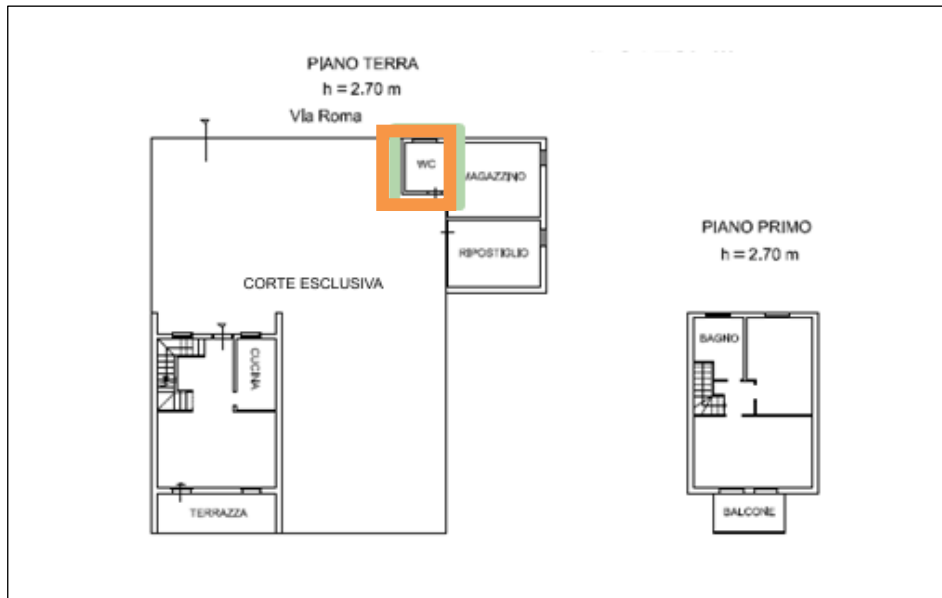 PIANO TERRA
h = 2.70 m
Via Roma
WC
MAGAZZINO
RIPOSTIGLIO
CORTE ESCLUSIVA
CUCINA
TERRAZZA
PIANO PRIMO
h = 2.70 m
BAGNO
BALCONE